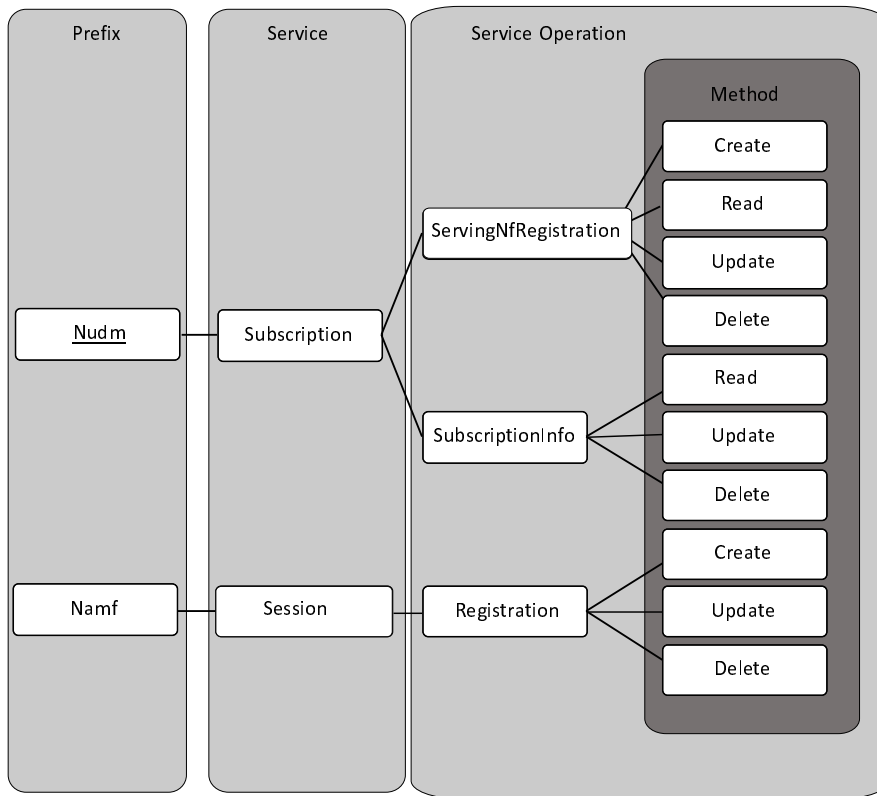 Prefix
Service
Service Operation
Method
Create
Read
ServingNfRegistration
Update
Delete
Nudm
Subscription
Read
SubscriptionInfo
Update
Delete
Create
Namf
Session
Registration
Update
Delete